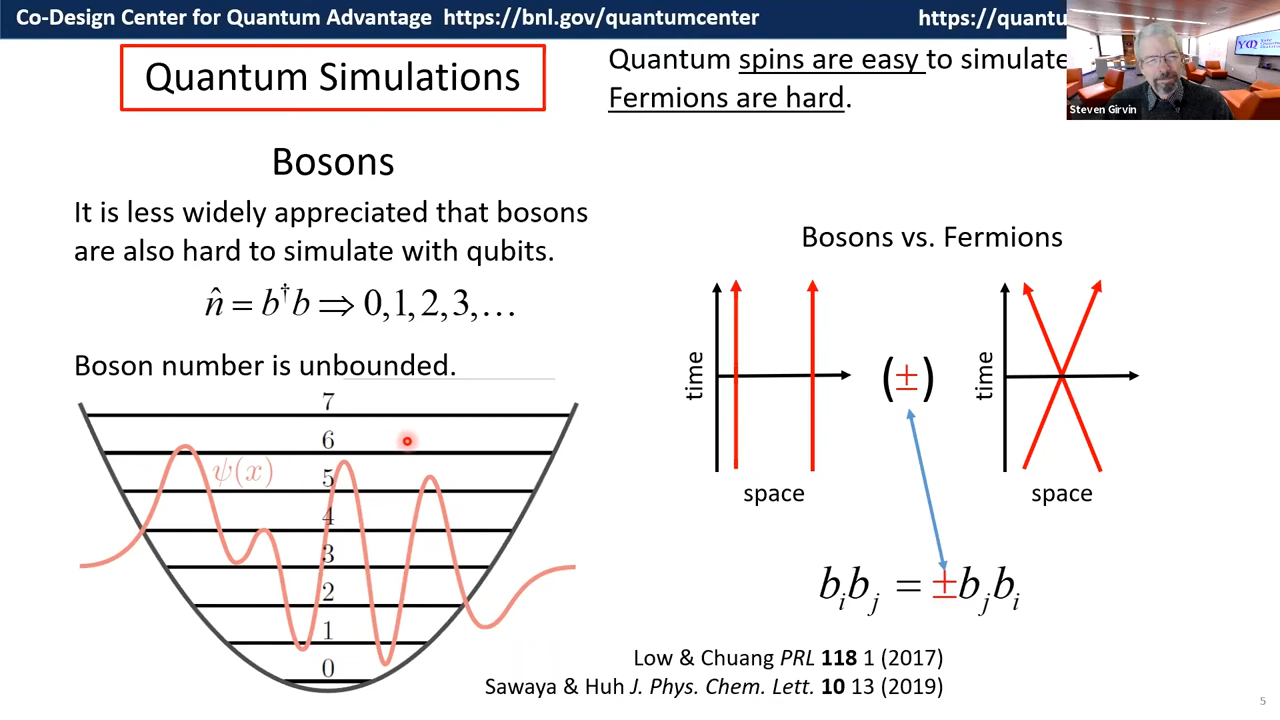 Co-Design Center for Quantum Advantage https://bnl.gov/quantumcenter
https://quantu
Quantum Simulations
Quantum spins are easy to simulate
Fermions are hard.
Steven Girvin
Bosons
It is less widely appreciated that bosons
are also hard to simulate with qubits.
n̂ = b†b ⇒ 0,1,2,3,…
Boson number is unbounded.
7
6
5
4
3
2
1
0
ψ(x)
Bosons vs. Fermions
time
space
(±)
time
space
bᵢbⱼ = ±bⱼbᵢ
Low & Chuang PRL 118 1 (2017)
Sawaya & Huh J. Phys. Chem. Lett. 10 13 (2019)
5